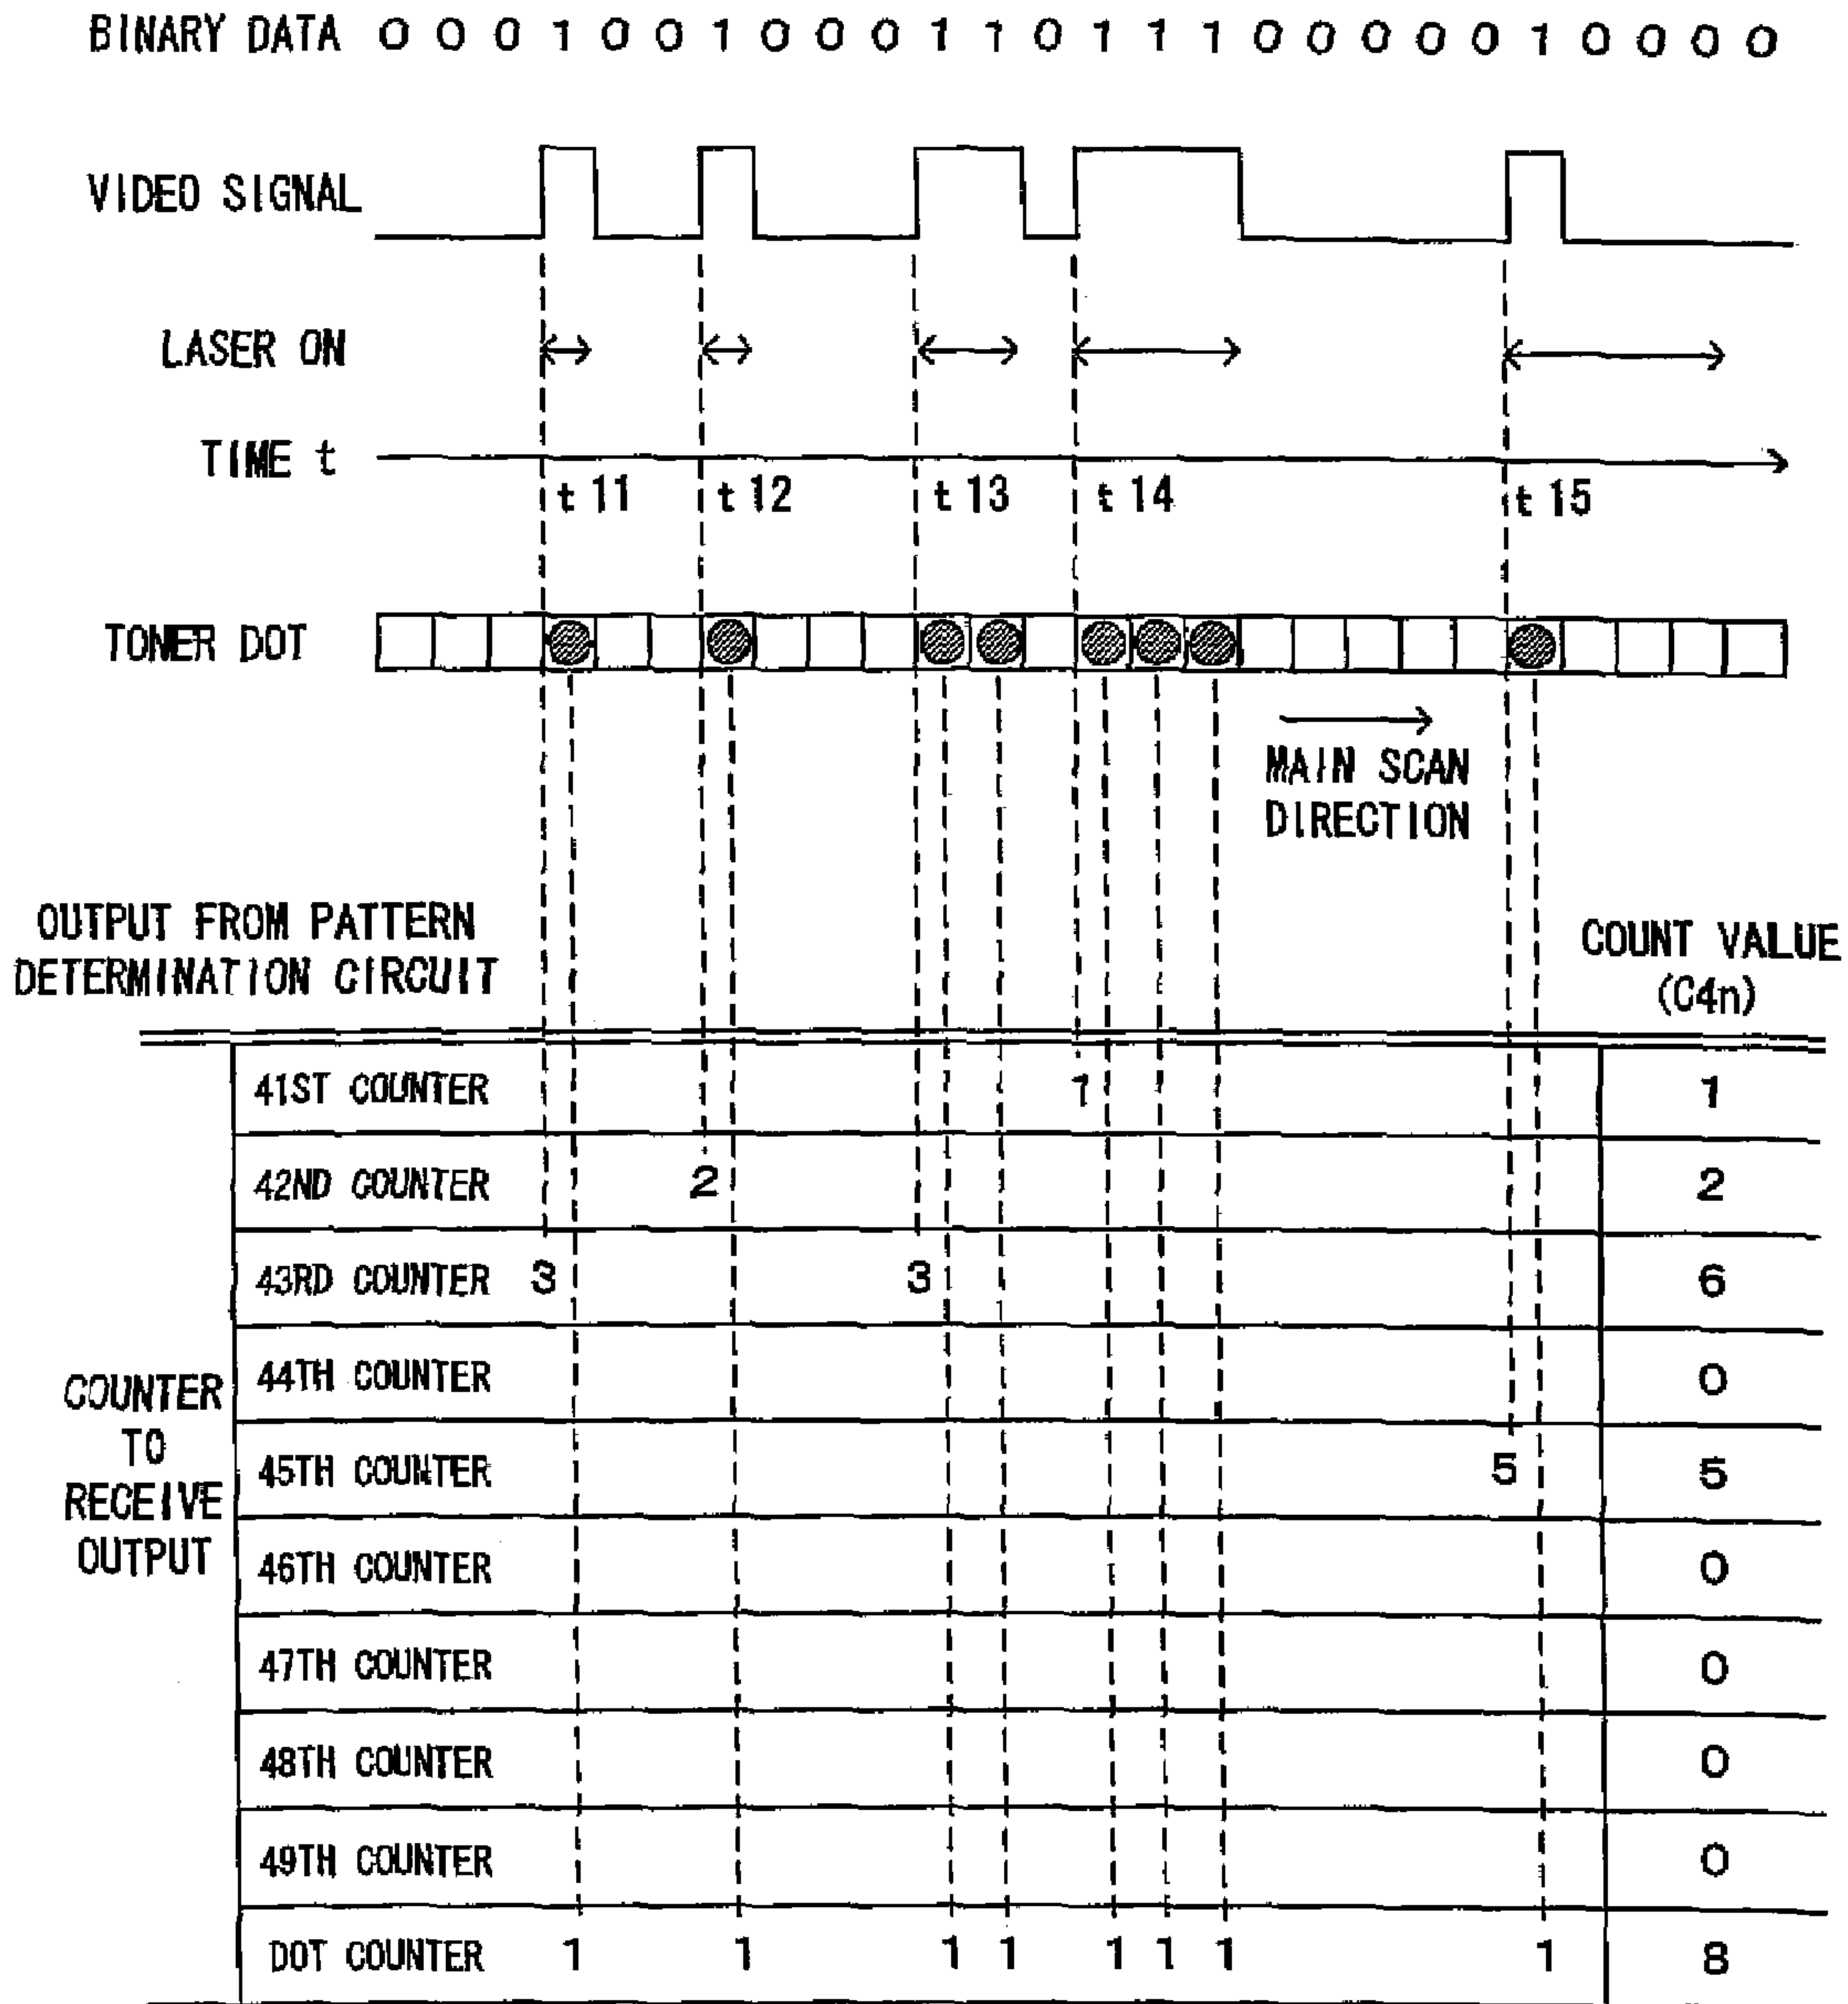 BINARY DATA 0 0 0 1 0 0 1 0 0 0 1 1 0 1 1 1 0 0 0 0 0 1 0 0 0 0
VIDEO SIGNAL
LASER ON
TIME t
t 11 t 12 t 13 t 14 t 15
TONER DOT
MAIN SCAN
DIRECTION
OUTPUT FROM PATTERN
DETERMINATION CIRCUIT
COUNT VALUE
(C4n)
COUNTER
TO
RECEIVE
OUTPUT
41ST COUNTER 1 1
42ND COUNTER 2 2
43RD COUNTER 3 3 6
44TH COUNTER 0
45TH COUNTER 5 5
46TH COUNTER 0
47TH COUNTER 0
48TH COUNTER 0
49TH COUNTER 0
DOT COUNTER 1 1 1 1 1 1 1 1 8